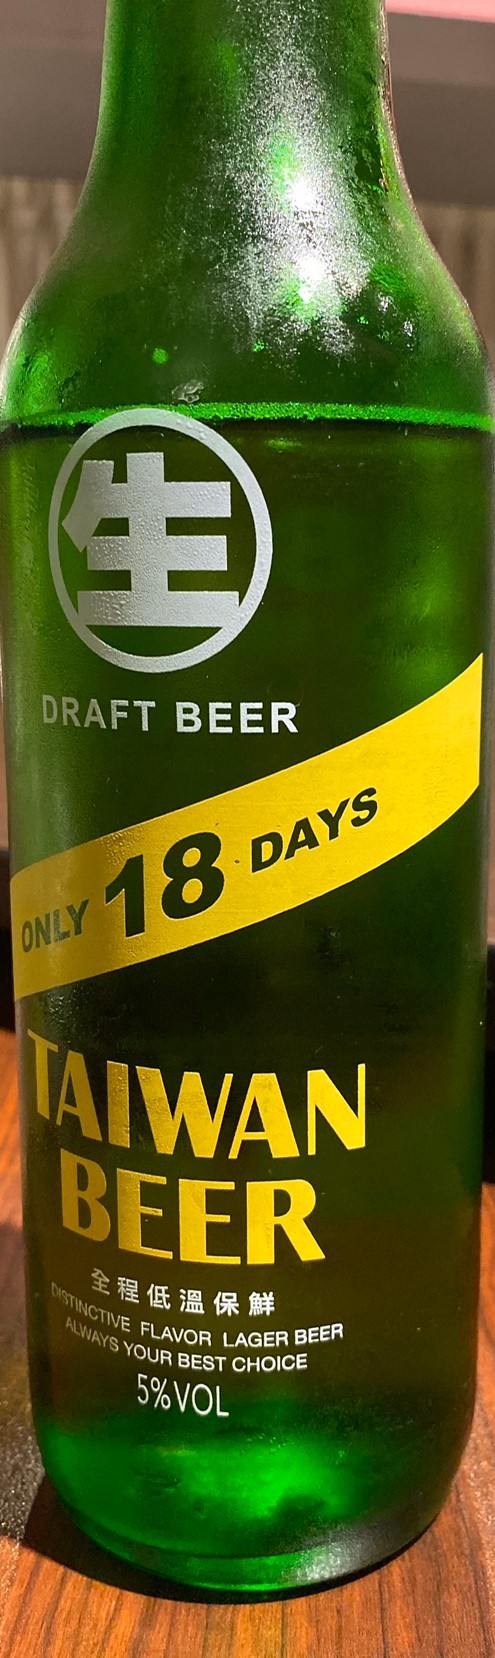 生
DRAFT BEER
ONLY 18 DAYS
TAIWAN
BEER
全程低溫保鮮
DISTINCTIVE FLAVOR LAGER BEER
ALWAYS YOUR BEST CHOICE
5%VOL